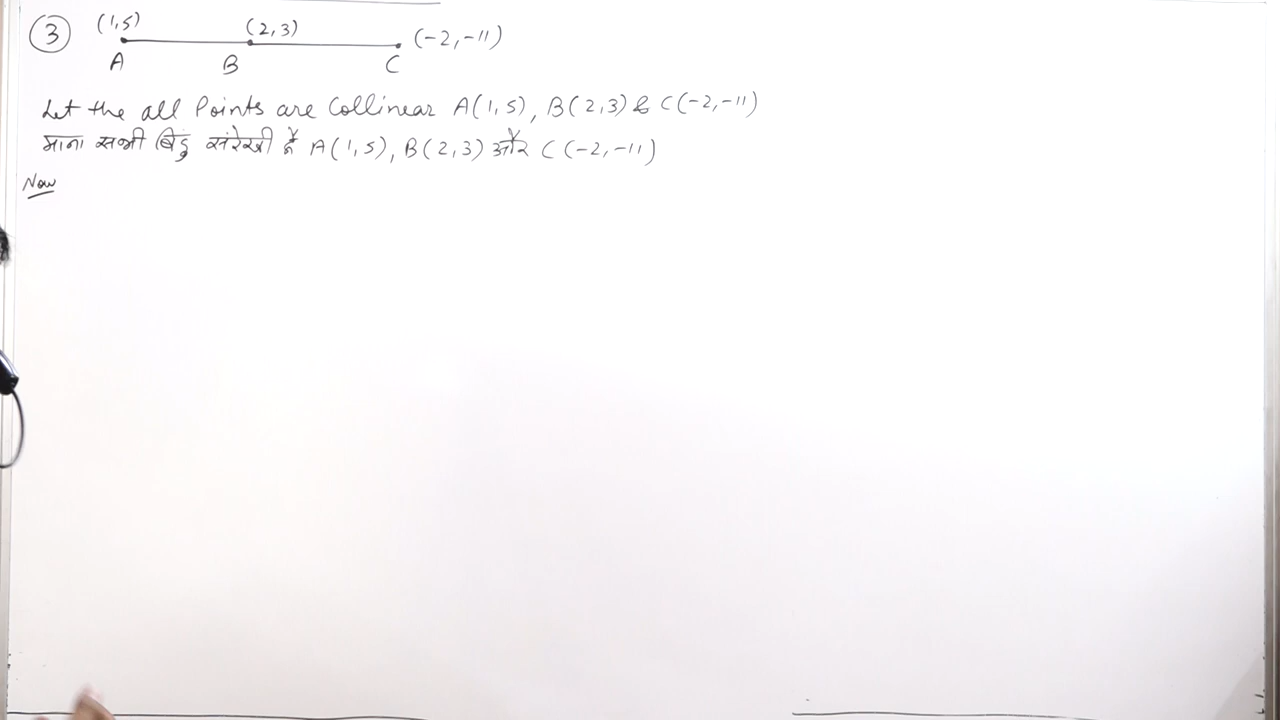 ③ (1,5) (2,3) (-2,-11)
A B C
Let the all Points are Collinear A(1,5), B(2,3) & C(-2,-11)
माना सभी बिंदु संरेखी हैं A(1,5), B(2,3) और C(-2,-11)
Now